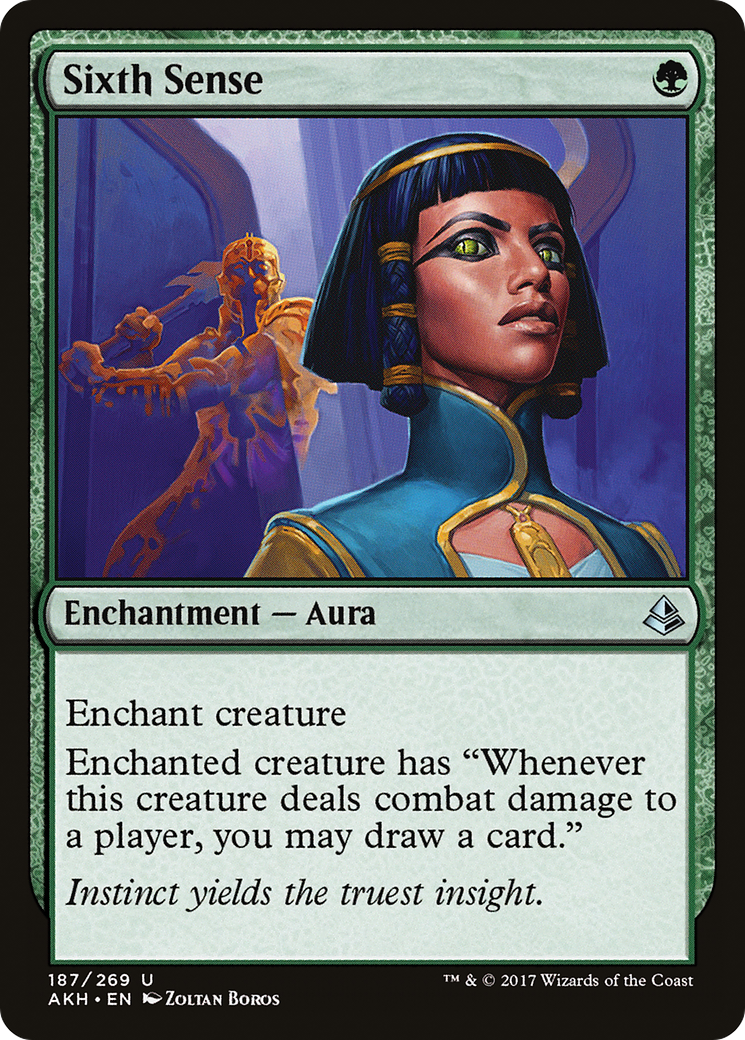 Sixth Sense
Enchantment — Aura
Enchant creature
Enchanted creature has “Whenever
this creature deals combat damage to
a player, you may draw a card.”
Instinct yields the truest insight.
187/269 U
AKH • EN Zoltan Boros
™ & © 2017 Wizards of the Coast